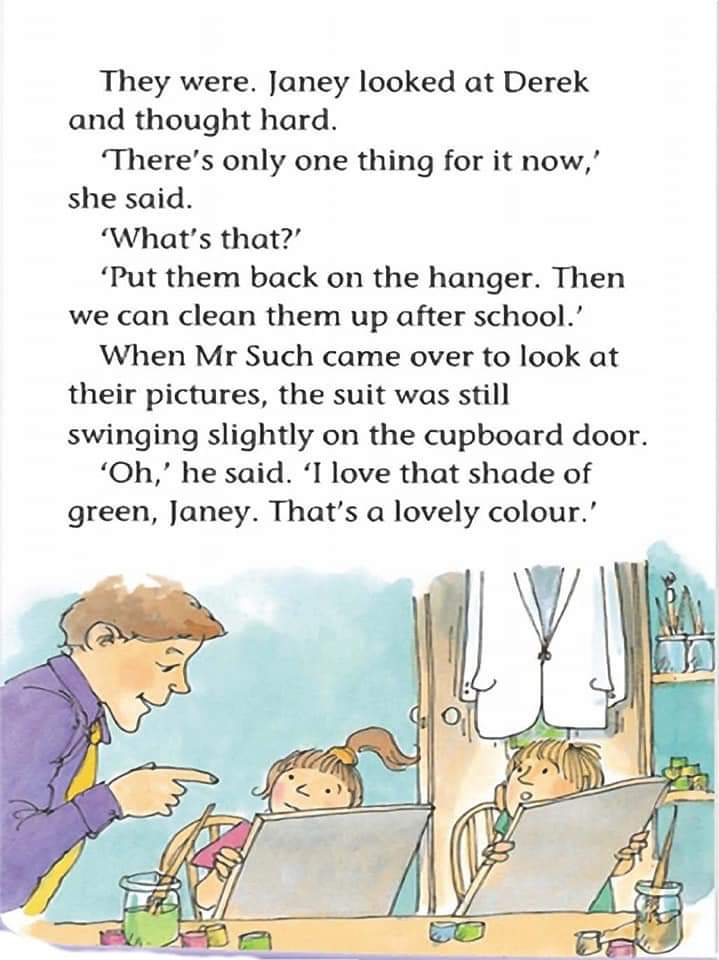 They were. Janey looked at Derek
and thought hard.
‘There’s only one thing for it now,’
she said.
‘What’s that?’
‘Put them back on the hanger. Then
we can clean them up after school.’
When Mr Such came over to look at
their pictures, the suit was still
swinging slightly on the cupboard door.
‘Oh,’ he said. ‘I love that shade of
green, Janey. That’s a lovely colour.’